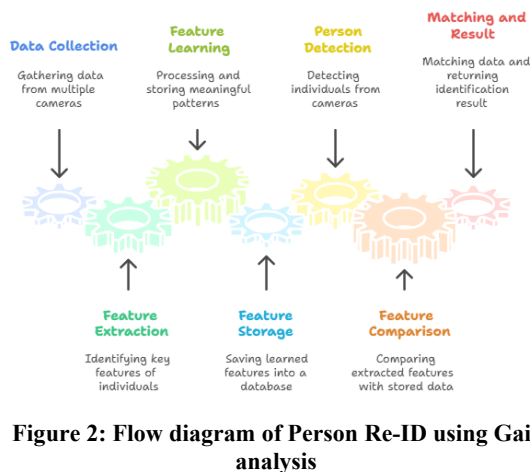 Data Collection
Gathering data
from multiple
cameras
Feature
Learning
Processing and
storing meaningful
patterns
Person
Detection
Detecting
individuals from
cameras
Matching and
Result
Matching data and
returning
identification
result
Feature
Extraction
Identifying key
features of
individuals
Feature
Storage
Saving learned
features into a
database
Feature
Comparison
Comparing
extracted features
with stored data
Figure 2: Flow diagram of Person Re-ID using Gai
analysis